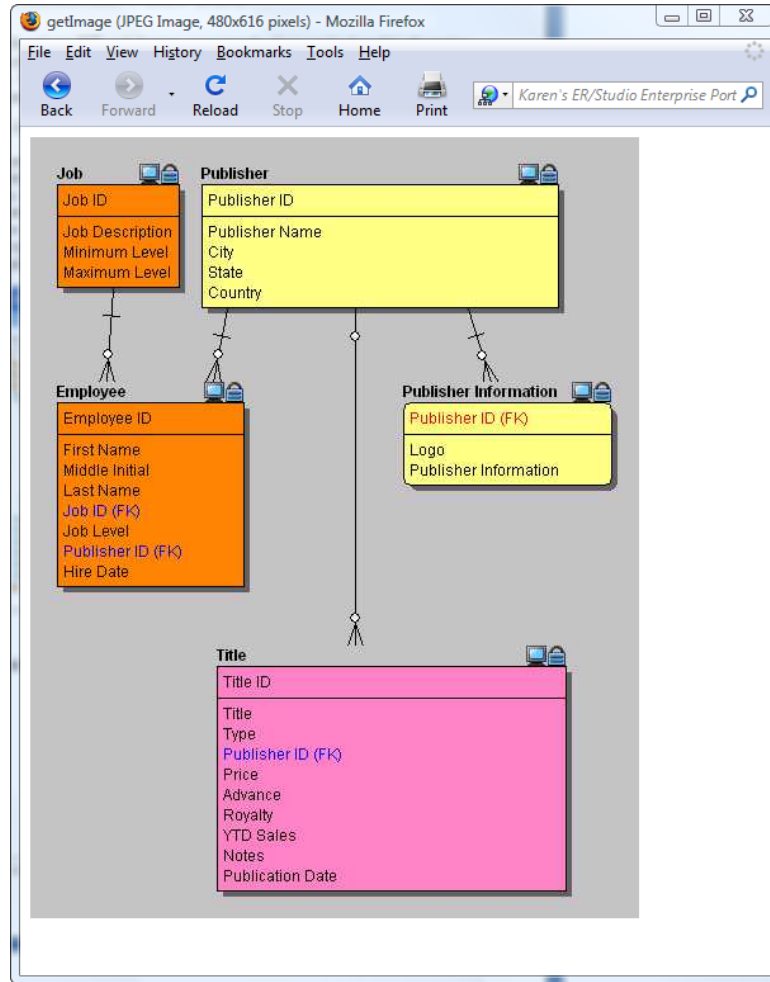 getImage (JPEG Image, 480x616 pixels) - Mozilla Firefox
File Edit View History Bookmarks Tools Help
Back Forward Reload Stop Home Print Karen's ER/Studio Enterprise Port
Job
Job ID
Job Description
Minimum Level
Maximum Level
Publisher
Publisher ID
Publisher Name
City
State
Country
Employee
Employee ID
First Name
Middle Initial
Last Name
Job ID (FK)
Job Level
Publisher ID (FK)
Hire Date
Publisher Information
Publisher ID (FK)
Logo
Publisher Information
Title
Title ID
Title
Type
Publisher ID (FK)
Price
Advance
Royalty
YTD Sales
Notes
Publication Date